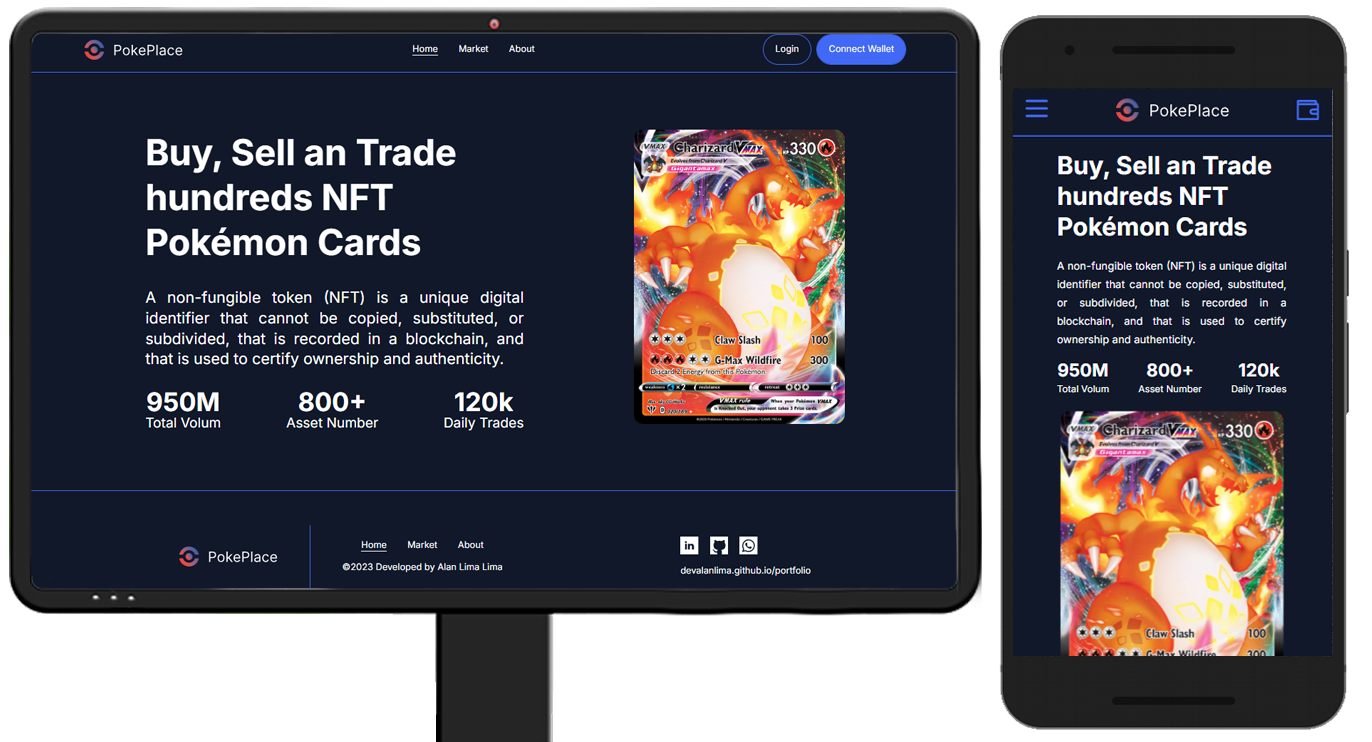 PokePlace
Home Market About
Login Connect Wallet
Buy, Sell an Trade
hundreds NFT
Pokémon Cards
A non-fungible token (NFT) is a unique digital
identifier that cannot be copied, substituted, or
subdivided, that is recorded in a blockchain, and
that is used to certify ownership and authenticity.
950M 800+ 120k
Total Volum Asset Number Daily Trades
VMAX Charizard VMAX 330
Evolves from Charizard V
Gigantamax
Claw Slash 100
G-Max Wildfire 300
Discard 2 Energy from this Pokémon.
weakness ×2 resistance retreat
VMAX rule When your Pokémon VMAX
is Knocked Out, your opponent takes 3 Prize cards.
PokePlace
Home Market About
©2023 Developed by Alan Lima Lima
in
devalanlima.github.io/portfolio
PokePlace
Buy, Sell an Trade
hundreds NFT
Pokémon Cards
A non-fungible token (NFT) is a unique digital
identifier that cannot be copied, substituted,
or subdivided, that is recorded in a
blockchain, and that is used to certify
ownership and authenticity.
950M 800+ 120k
Total Volum Asset Number Daily Trades
VMAX Charizard VMAX 330
Evolves from Charizard V
Gigantamax
Claw Slash 100
G-Max Wildfire 300